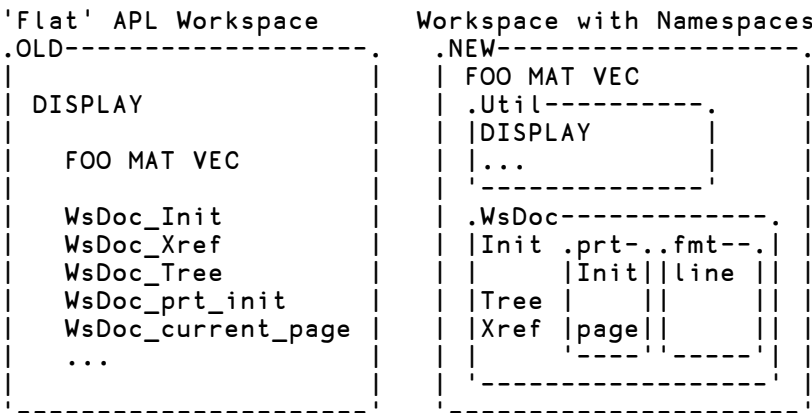 'Flat' APL Workspace     Workspace with Namespaces
.OLD-------------------.   .NEW-------------------.
|                      |   | FOO MAT VEC          |
|                      |   | .Util----------.     |
| DISPLAY              |   | |DISPLAY       |     |
|                      |   | |...           |     |
|   FOO MAT VEC        |   | '--------------'     |
|                      |   |                      |
|   WsDoc_Init         |   | .WsDoc-------------. |
|   WsDoc_Xref         |   | |Init .prt-..fmt--.| |
|   WsDoc_Tree         |   | |     |Init||line || |
|   WsDoc_prt_init     |   | |Tree |    ||     || |
|   WsDoc_current_page |   | |Xref |page||     || |
|   ...                |   | |     '----''-----'| |
|                      |   | '------------------' |
'----------------------'   '----------------------'